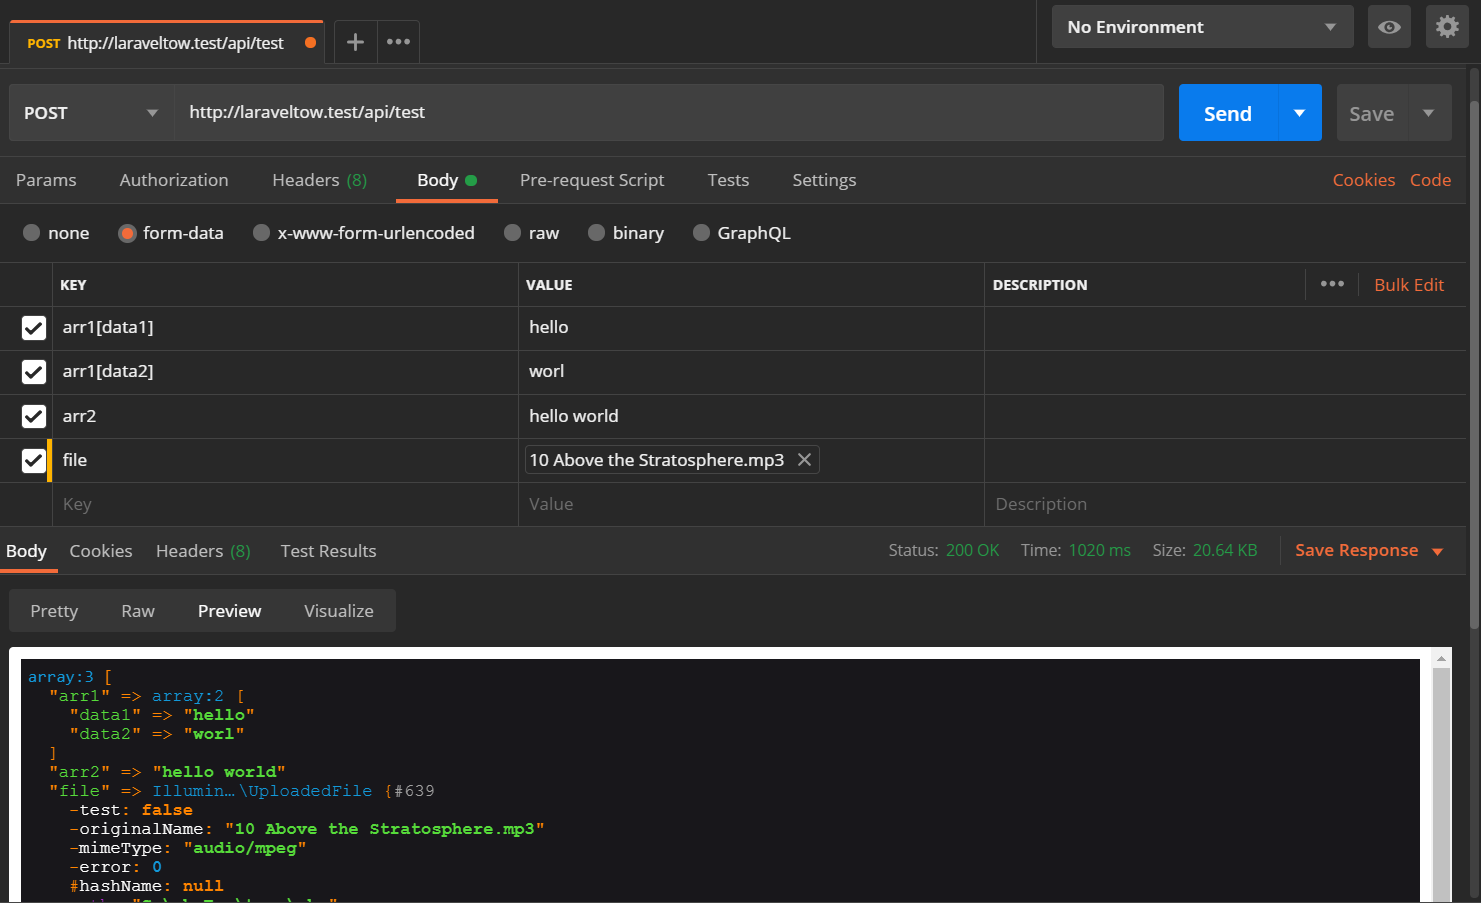 POST http://laraveltow.test/api/test
No Environment
POST http://laraveltow.test/api/test Send Save
Params Authorization Headers (8) Body Pre-request Script Tests Settings Cookies Code
none form-data x-www-form-urlencoded raw binary GraphQL
KEY VALUE DESCRIPTION ••• Bulk Edit
arr1[data1] hello
arr1[data2] worl
arr2 hello world
file 10 Above the Stratosphere.mp3
Key Value Description
Body Cookies Headers (8) Test Results Status: 200 OK Time: 1020 ms Size: 20.64 KB Save Response
Pretty Raw Preview Visualize
array:3 [
"arr1" => array:2 [
"data1" => "hello"
"data2" => "worl"
]
"arr2" => "hello world"
"file" => Illumin…\UploadedFile {#639
-test: false
-originalName: "10 Above the Stratosphere.mp3"
-mimeType: "audio/mpeg"
-error: 0
#hashName: null